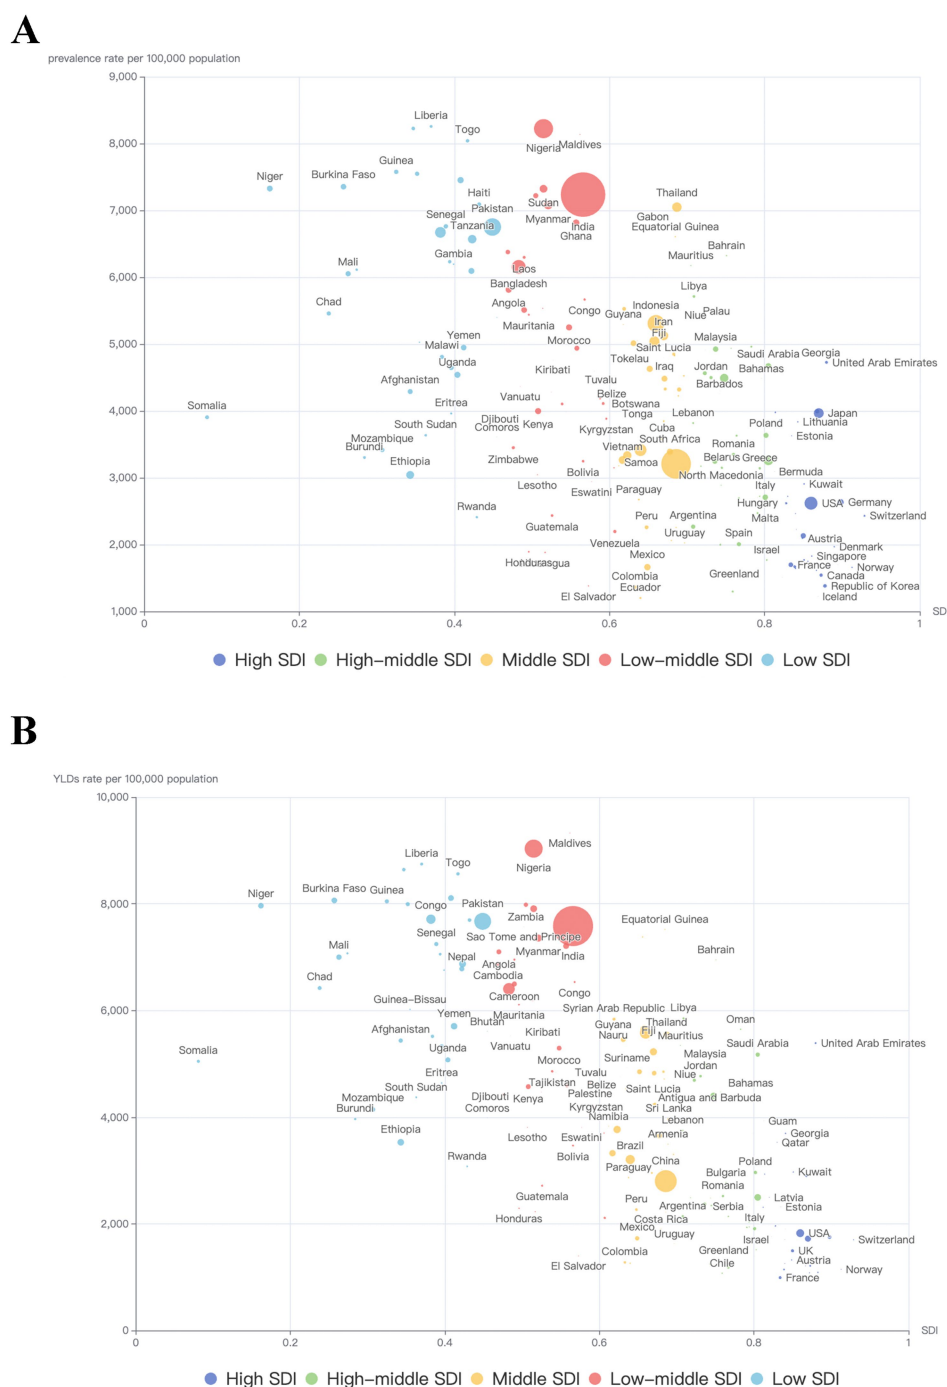 A
prevalence rate per 100,000 population
9,000
Liberia
Togo
8,000
Nigeria
Maldives
Guinea
Niger
Burkina Faso
Haiti
Sudan
Thailand
7,000
Senegal
Pakistan
Tanzania
Myanmar
India
Ghana
Gabon
Equatorial Guinea
Bahrain
Mauritius
Gambia
Mali
Laos
6,000
Bangladesh
Libya
Chad
Angola
Congo
Indonesia
Guyana
Iran
Niue
Palau
Mauritania
Fiji
Yemen
Morocco
Malaysia
5,000
Malawi
Saint Lucia
Saudi Arabia
Georgia
Uganda
Tokelau
United Arab Emirates
Kiribati
Iraq
Jordan
Bahamas
Afghanistan
Tuvalu
Barbados
Eritrea
Vanuatu
Belize
Botswana
Somalia
4,000
Djibouti
Tonga
Lebanon
Japan
South Sudan
Comoros
Kenya
Kyrgyzstan
Cuba
Poland
Lithuania
Mozambique
South Africa
Estonia
Burundi
Vietnam
Romania
Ethiopia
Zimbabwe
Samoa
Belarus
Greece
Bolivia
North Macedonia
Bermuda
3,000
Lesotho
Eswatini
Paraguay
Italy
Kuwait
Rwanda
Hungary
USA
Germany
Guatemala
Peru
Argentina
Malta
Switzerland
Venezuela
Uruguay
Spain
Austria
2,000
Honduras
Mexico
Israel
Denmark
Singapore
Colombia
Greenland
France
Norway
Ecuador
Canada
El Salvador
Republic of Korea
Iceland
1,000
0
0.2
0.4
0.6
0.8
1
SD
High SDI
High-middle SDI
Middle SDI
Low-middle SDI
Low SDI
B
YLDs rate per 100,000 population
10,000
Liberia
Maldives
Togo
Nigeria
Niger
Burkina Faso
Guinea
8,000
Congo
Pakistan
Zambia
Equatorial Guinea
Senegal
Sao Tome and Principe
Mali
Nepal
Myanmar
India
Bahrain
Angola
Chad
Cambodia
Guinea-Bissau
Cameroon
Congo
6,000
Yemen
Mauritania
Syrian Arab Republic
Libya
Afghanistan
Bhutan
Guyana
Thailand
Oman
Kiribati
Nauru
Fiji
Mauritius
Somalia
Uganda
Vanuatu
Saudi Arabia
United Arab Emirates
Morocco
Suriname
Malaysia
Eritrea
Tuvalu
Jordan
South Sudan
Tajikistan
Belize
Niue
Bahamas
Mozambique
Djibouti
Kenya
Palestine
Saint Lucia
Antigua and Barbuda
Burundi
Comoros
Kyrgyzstan
Sri Lanka
4,000
Namibia
Lebanon
Guam
Ethiopia
Lesotho
Eswatini
Armenia
Georgia
Brazil
Qatar
Rwanda
Bolivia
China
Poland
Paraguay
Bulgaria
Kuwait
Romania
Guatemala
Peru
Argentina
Serbia
Latvia
Estonia
Honduras
Costa Rica
Italy
2,000
Mexico
Uruguay
Israel
USA
Switzerland
Colombia
Greenland
UK
El Salvador
Chile
Austria
France
Norway
0
0
0.2
0.4
0.6
0.8
1
SDI
High SDI
High-middle SDI
Middle SDI
Low-middle SDI
Low SDI